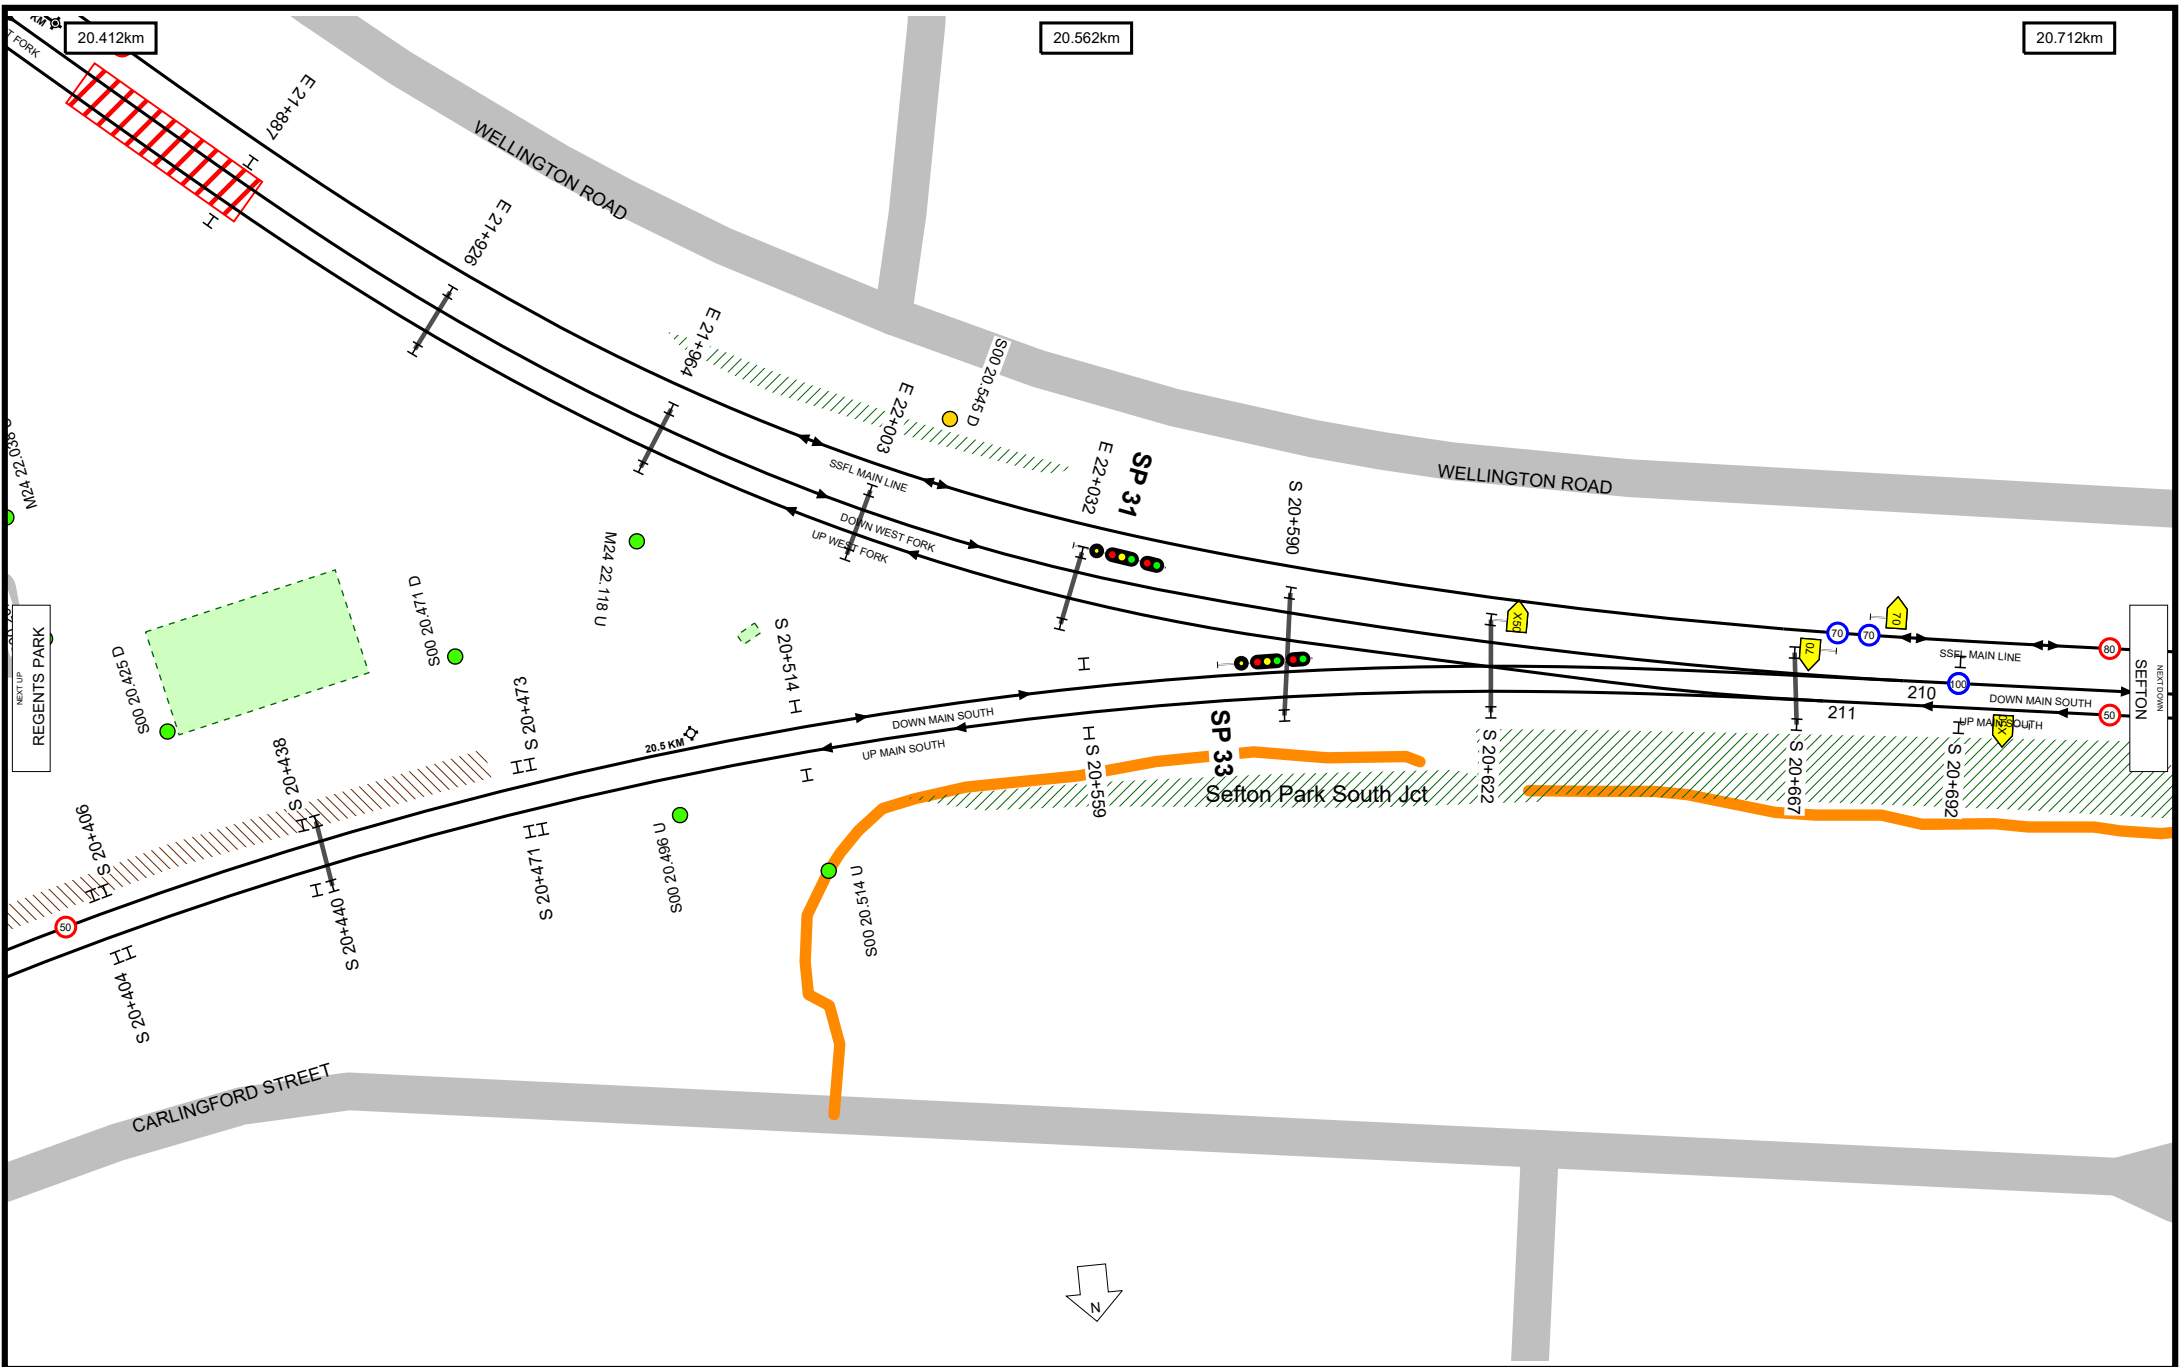 20.412km
20.562km
20.712km
KM
T FORK
E 21+887
WELLINGTON ROAD
E 21+926
E 21+964
S00 20.545 D
E 22+003
SSFL MAIN LINE
DOWN WEST FORK
UP WEST FORK
E 22+032
SP 31
S 20+590
WELLINGTON ROAD
M24 22.118 U
S00 20.471 D
S00 20.425 D
NEXT UP
REGENTS PARK
S 20+514
S 20+473
X50
70
70
70
70
80
SSFL MAIN LINE
100
210
DOWN MAIN SOUTH
211
50
UP MAIN SOUTH
SEFTON
NEXT DOWN
20.5 KM
DOWN MAIN SOUTH
UP MAIN SOUTH
SP 33
S 20+438
S 20+406
S 20+559
Sefton Park South Jct
S 20+622
S 20+667
S 20+692
50
S 20+404
S 20+440
S 20+471
S00 20.496 U
S00 20.514 U
CARLINGFORD STREET
N